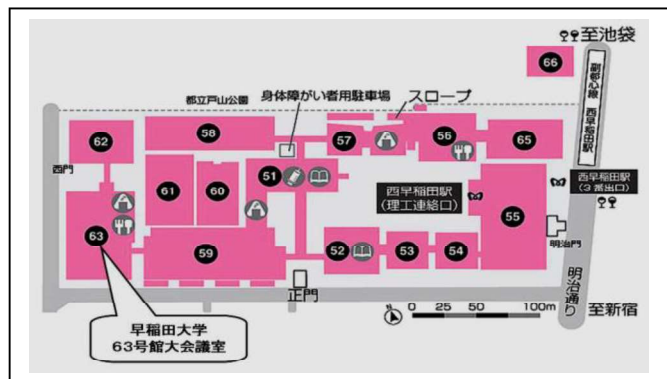 至池袋
66
副都心線 西早稲田駅
都立戸山公園
身体障がい者用駐車場
スロープ
62
58
57
56
65
西門
51
61
60
西早稲田駅
(理工連絡口)
西早稲田駅
(3番出口)
55
63
59
52
53
54
明治門
正門
明治通り
0 25 50 100m
至新宿
早稲田大学
63号館大会議室